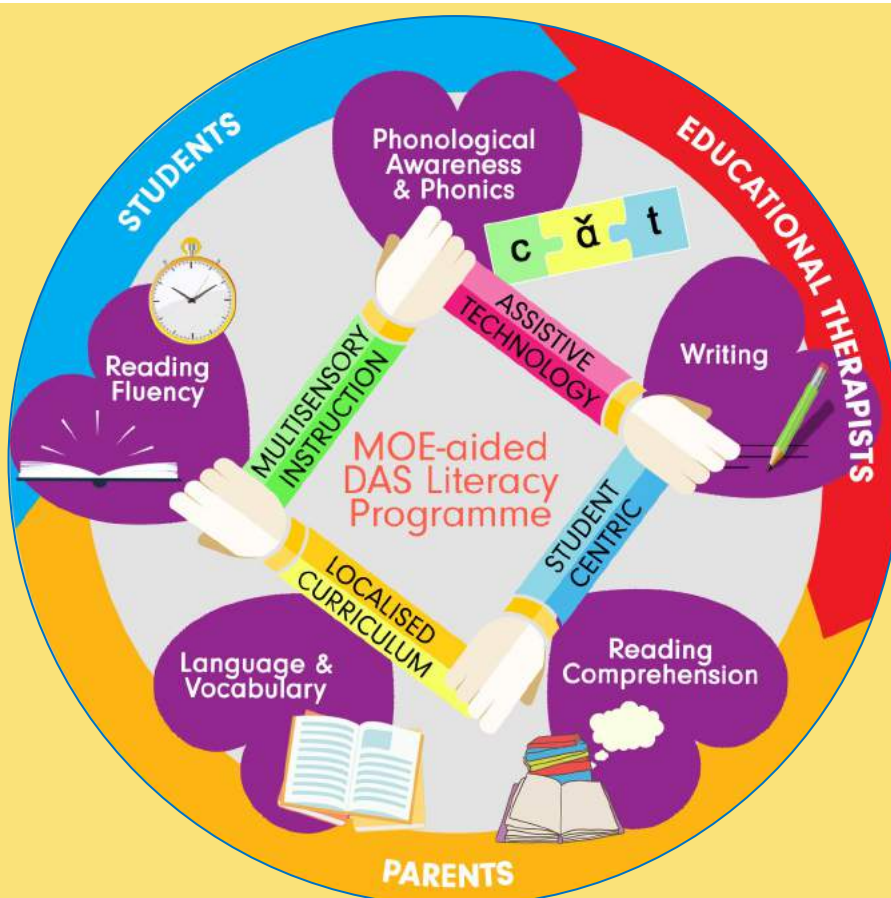 STUDENTS
EDUCATIONAL THERAPISTS
Phonological
Awareness
& Phonics
c ă t
Reading
Fluency
Writing
MULTISENSORY
INSTRUCTION
ASSISTIVE
TECHNOLOGY
MOE-aided
DAS Literacy
Programme
LOCALISED
CURRICULUM
STUDENT
CENTRIC
Language &
Vocabulary
Reading
Comprehension
PARENTS